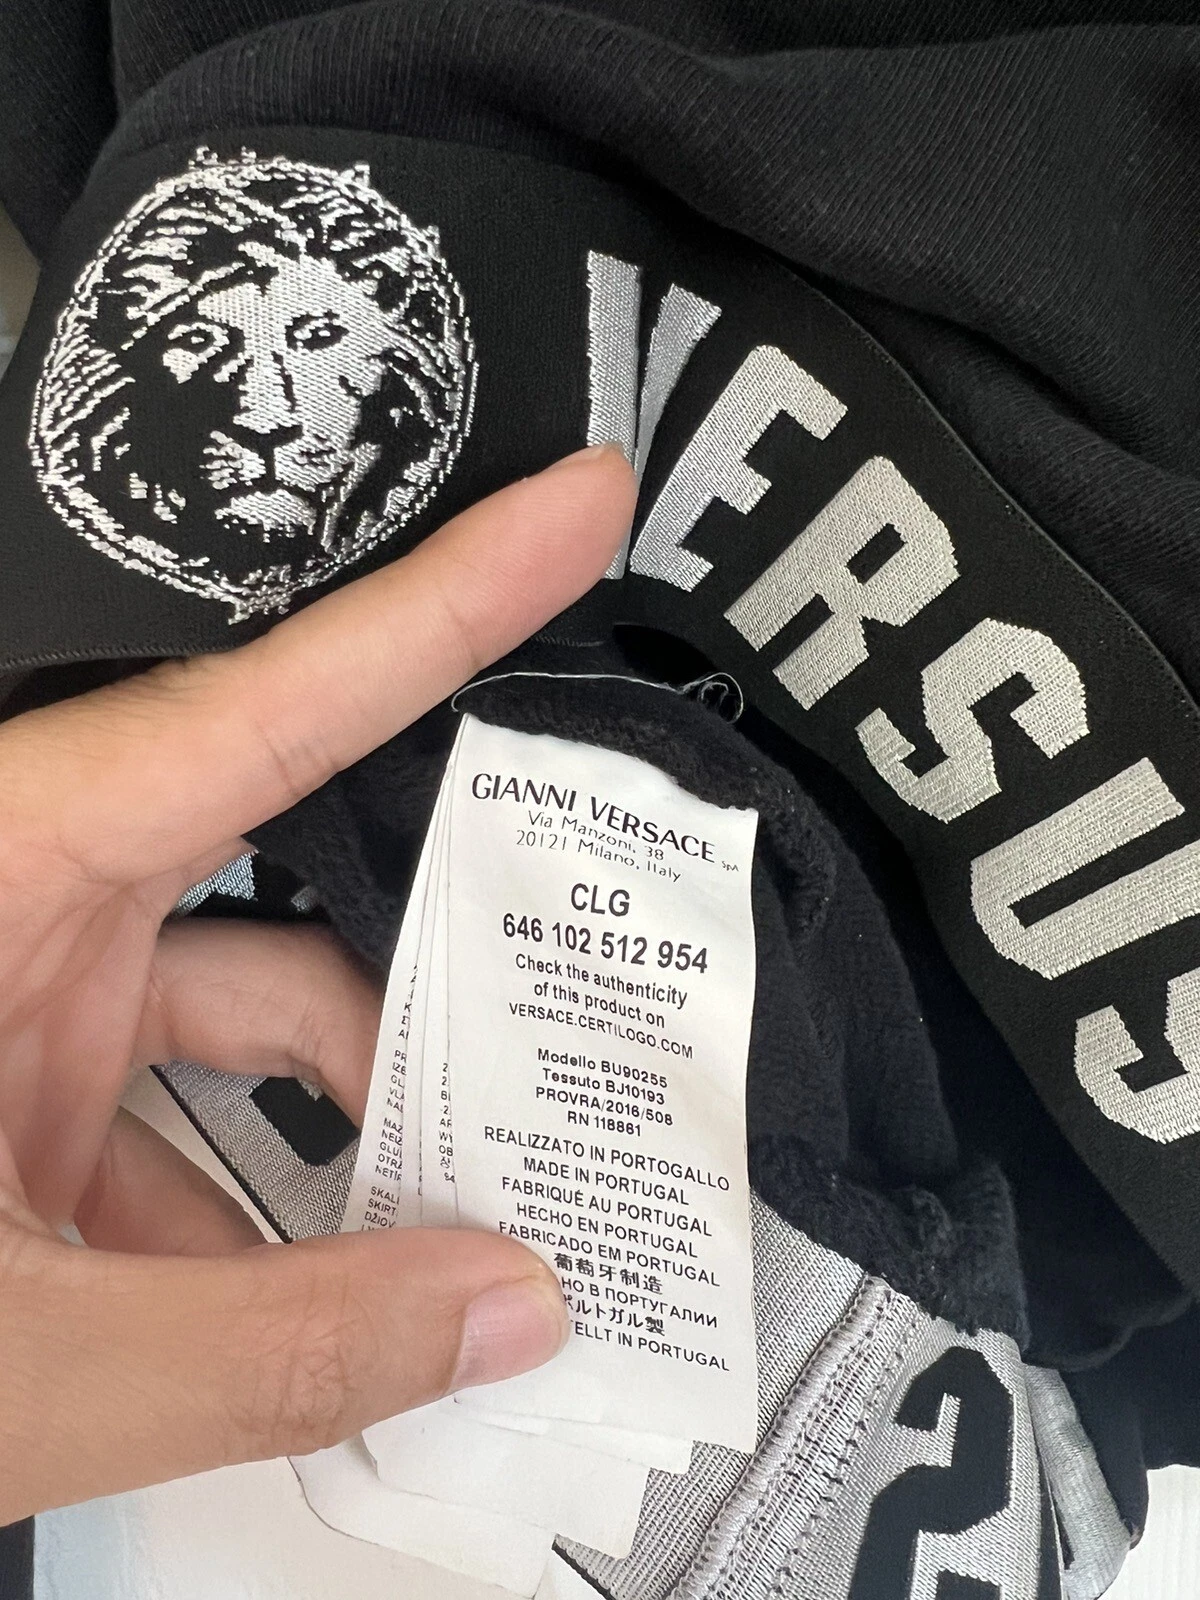 VERSUS
GIANNI VERSACE SM
Via Manzoni, 38
20121 Milano, Italy
CLG
646 102 512 954
Check the authenticity
of this product on
VERSACE.CERTILOGO.COM
Modello BU90255
Tessuto BJ10193
PROVRA/2016/508
RN 118861
REALIZZATO IN PORTOGALLO
MADE IN PORTUGAL
FABRIQUÉ AU PORTUGAL
HECHO EN PORTUGAL
FABRICADO EM PORTUGAL
葡萄牙制造
НО В ПОРТУГАЛИИ
ポルトガル製
TELLT IN PORTUGAL